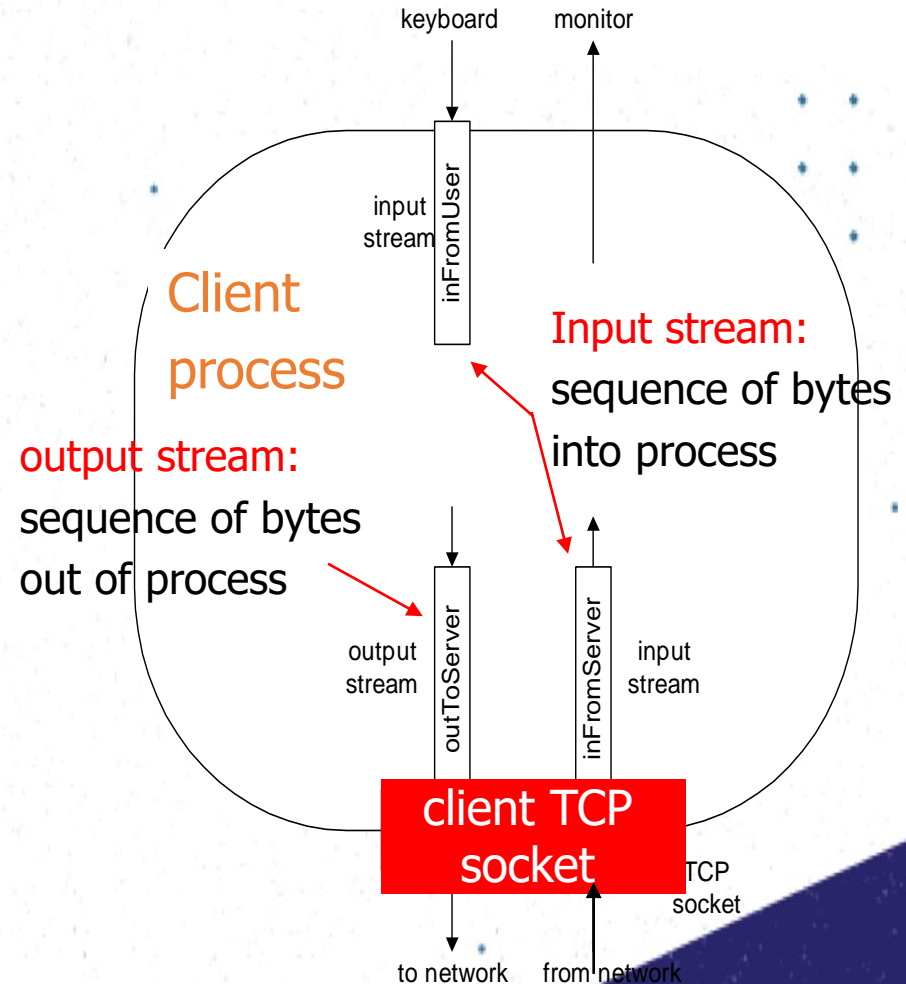 keyboard
monitor
input
stream
inFromUser
Client
process
Input stream:
sequence of bytes
into process
output stream:
sequence of bytes
out of process
output
stream
outToServer
inFromServer
input
stream
client TCP
socket
TCP
socket
to network
from network